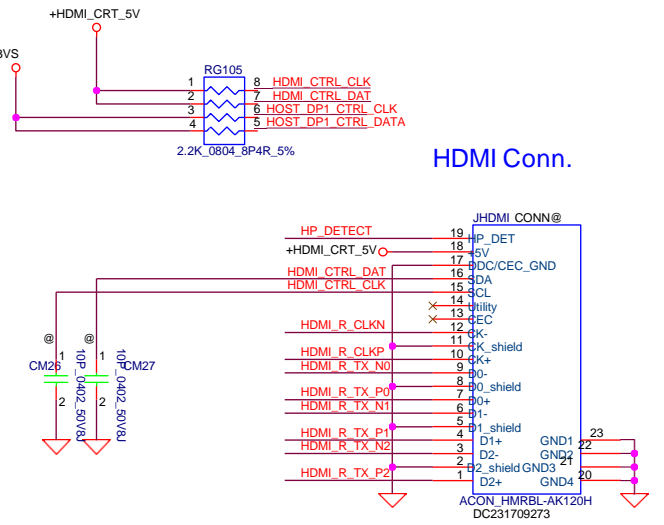 +HDMI_CRT_5V
3VS
RG105
1 8 HDMI_CTRL_CLK
2 7 HDMI_CTRL_DAT
3 6 HOST_DP1_CTRL_CLK
4 5 HOST_DP1_CTRL_DATA
2.2K_0804_8P4R_5%
HDMI Conn.
JHDMI CONN@
HP_DETECT 19 HP_DET
+HDMI_CRT_5V 18 +5V
17 DDC/CEC_GND
HDMI_CTRL_DAT 16 SDA
HDMI_CTRL_CLK 15 SCL
14 Utility
13 CEC
HDMI_R_CLKN 12 CK-
11 CK_shield
HDMI_R_CLKP 10 CK+
HDMI_R_TX_N0 9 D0-
8 D0_shield
HDMI_R_TX_P0 7 D0+
HDMI_R_TX_N1 6 D1-
5 D1_shield
HDMI_R_TX_P1 4 D1+ GND1 23
HDMI_R_TX_N2 3 D2- GND2 22
2 D2_shield GND3 21
HDMI_R_TX_P2 1 D2+ GND4 20
ACON_HMRBL-AK120H
DC231709273
@ @
1 1
CM26 CM27
10P_0402_50V8J 10P_0402_50V8J
2 2